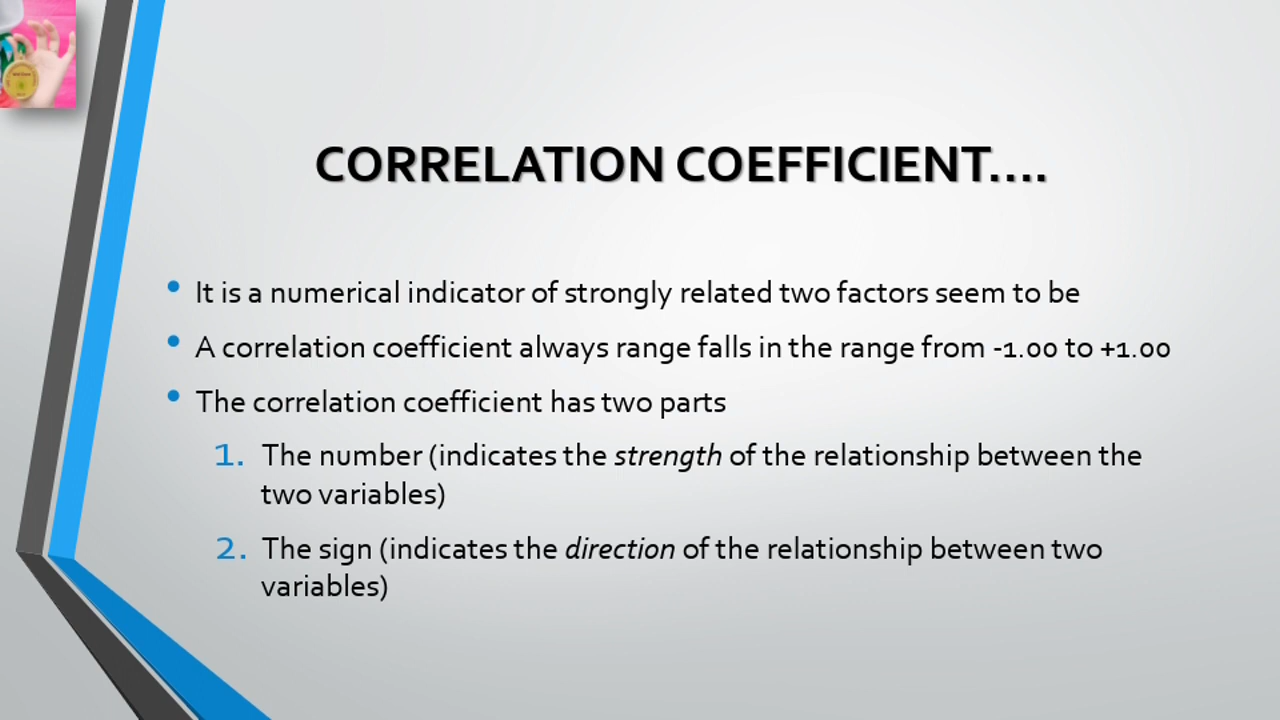 CORRELATION COEFFICIENT....
• It is a numerical indicator of strongly related two factors seem to be
• A correlation coefficient always range falls in the range from -1.00 to +1.00
• The correlation coefficient has two parts
1. The number (indicates the strength of the relationship between the
two variables)
2. The sign (indicates the direction of the relationship between two
variables)